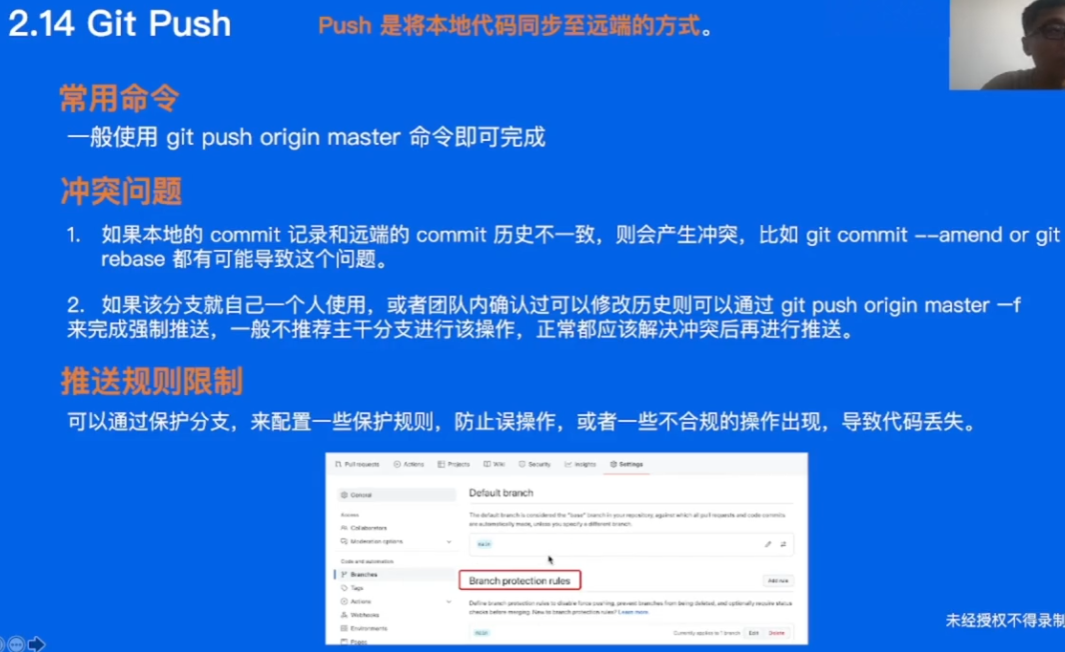 2.14 Git Push
Push 是将本地代码同步至远端的方式。
常用命令
一般使用 git push origin master 命令即可完成
冲突问题
1. 如果本地的 commit 记录和远端的 commit 历史不一致，则会产生冲突，比如 git commit --amend or git
rebase 都有可能导致这个问题。
2. 如果该分支就自己一个人使用，或者团队内确认过可以修改历史则可以通过 git push origin master –f
来完成强制推送，一般不推荐主干分支进行该操作，正常都应该解决冲突后再进行推送。
推送规则限制
可以通过保护分支，来配置一些保护规则，防止误操作，或者一些不合规的操作出现，导致代码丢失。
Pull requests Actions Projects Wiki Security Insights Settings
General
Access
Collaborators
Moderation options
Code and automation
Branches
Tags
Actions
Webhooks
Environments
Pages
Default branch
The default branch is considered the "base" branch in your repository, against which all pull requests and code commits
are automatically made, unless you specify a different branch.
Branch protection rules
Add rule
Define branch protection rules to disable force pushing, prevent branches from being deleted, and optionally require status
checks before merging. New to branch protection rules? Learn more.
Currently applies to 1 branch Edit Delete
未经授权不得录制